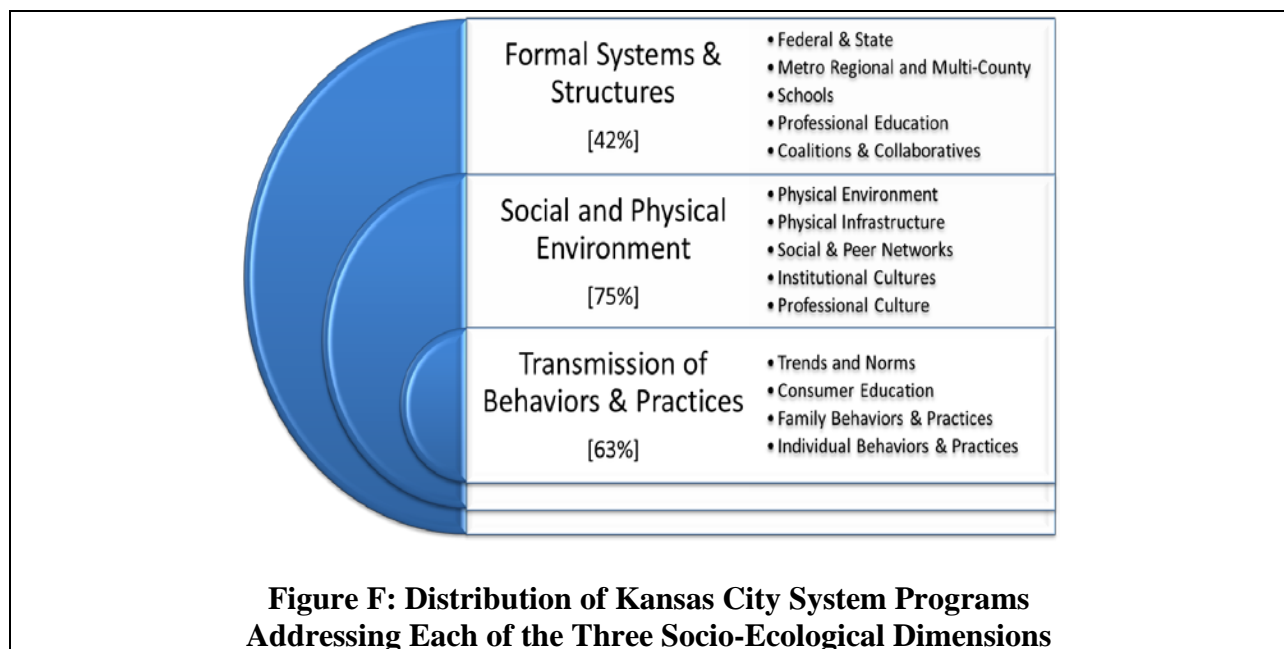 Formal Systems &
Structures
[42%]
• Federal & State
• Metro Regional and Multi-County
• Schools
• Professional Education
• Coalitions & Collaboratives
Social and Physical
Environment
[75%]
• Physical Environment
• Physical Infrastructure
• Social & Peer Networks
• Institutional Cultures
• Professional Culture
Transmission of
Behaviors & Practices
[63%]
• Trends and Norms
• Consumer Education
• Family Behaviors & Practices
• Individual Behaviors & Practices
Figure F: Distribution of Kansas City System Programs
Addressing Each of the Three Socio-Ecological Dimensions